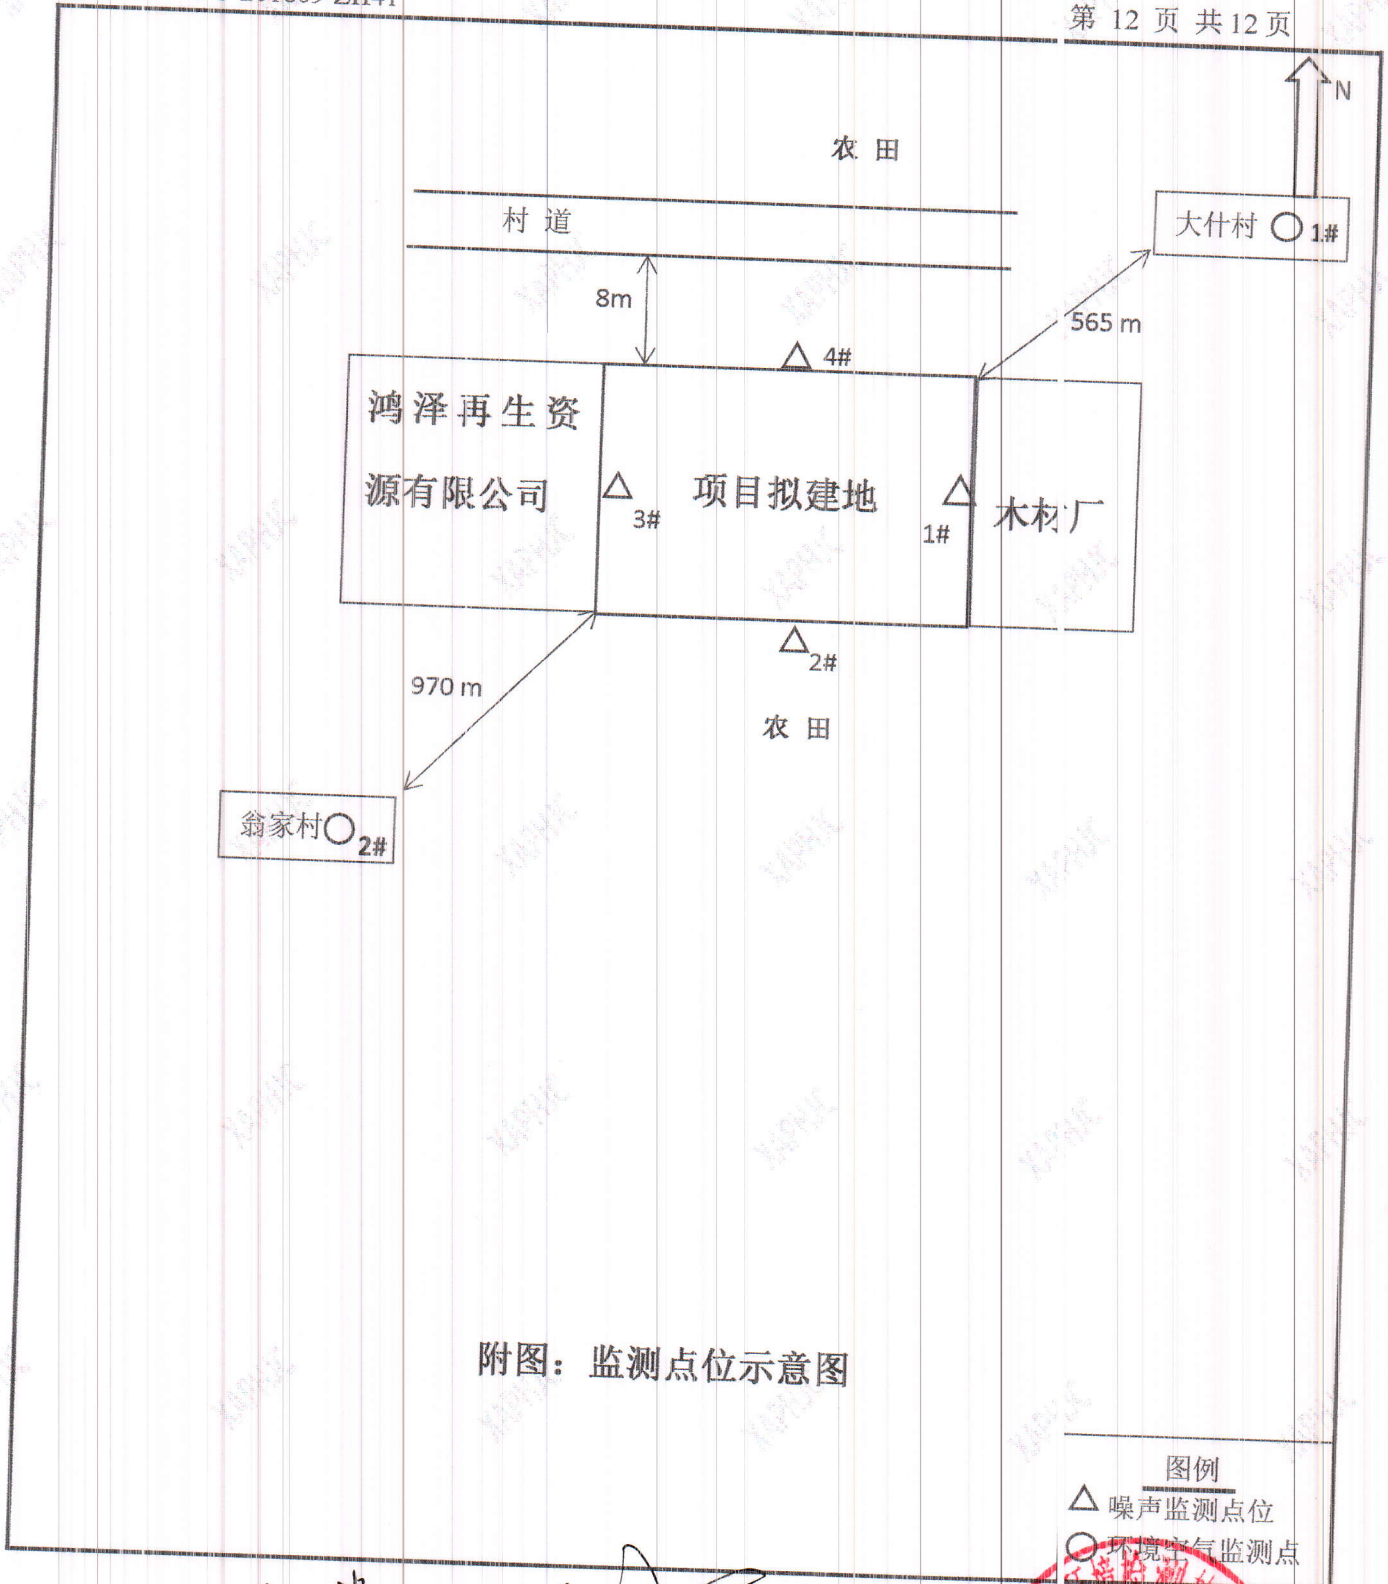 第 12 页 共12页
N
农 田
村 道
大什村 1#
8m
565 m
4#
鸿泽再生资
源有限公司
3#
项目拟建地
1#
木材厂
2#
970 m
农 田
翁家村 2#
附图：监测点位示意图
图例
噪声监测点位
环境空气监测点